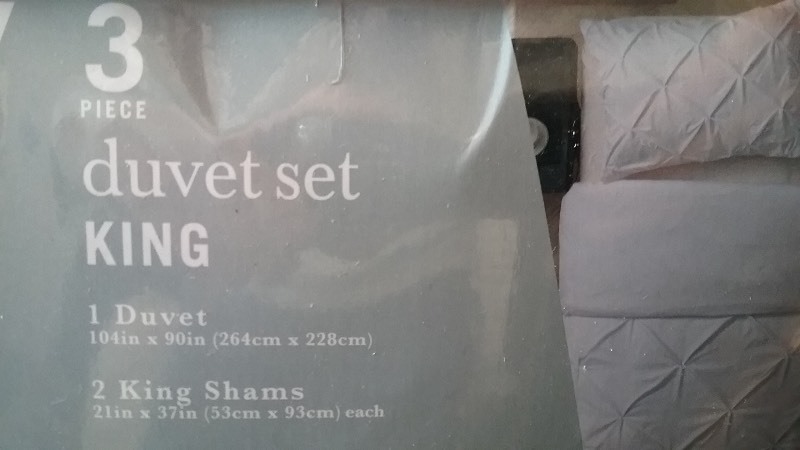 3
PIECE
duvet set
KING
1 Duvet
104in x 90in (264cm x 228cm)
2 King Shams
21in x 37in (53cm x 93cm) each